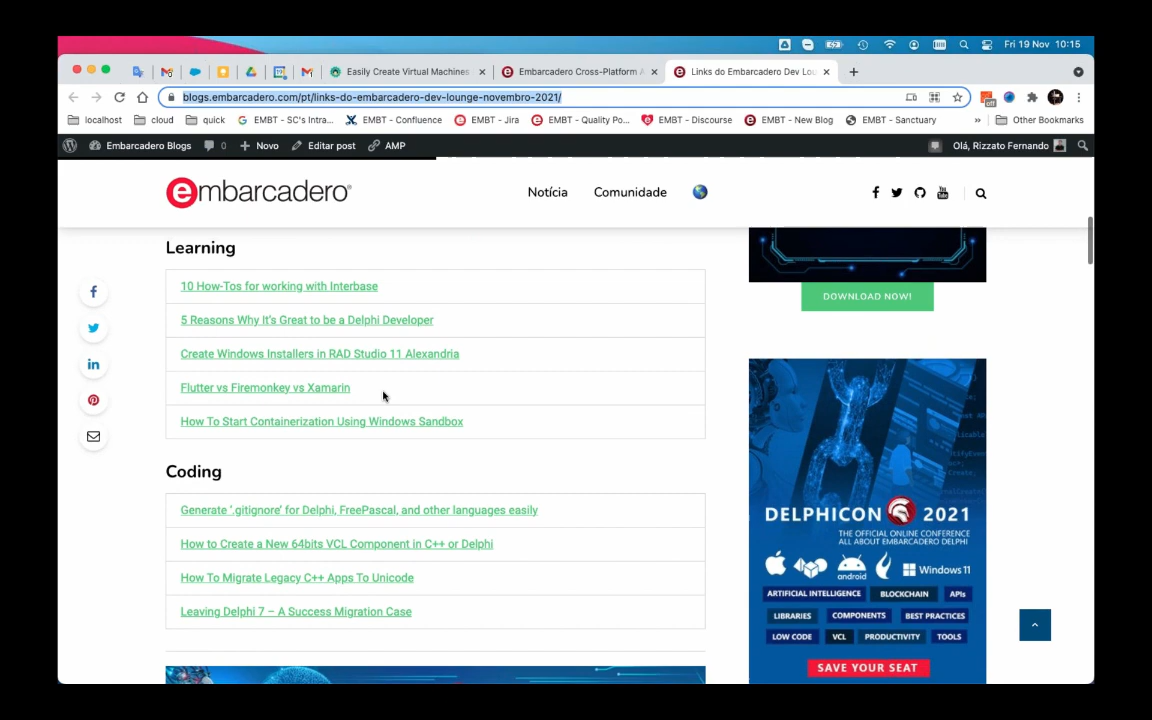 Fri 19 Nov 10:15
Easily Create Virtual Machines
Embarcadero Cross-Platform A
Links do Embarcadero Dev Lou
blogs.embarcadero.com/pt/links-do-embarcadero-dev-lounge-novembro-2021/
localhost cloud quick EMBT - SC's Intra... EMBT - Confluence EMBT - Jira EMBT - Quality Po... EMBT - Discourse EMBT - New Blog EMBT - Sanctuary » Other Bookmarks
Embarcadero Blogs 0 Novo Editar post AMP Olá, Rizzato Fernando
embarcadero®
Notícia Comunidade
Learning
10 How-Tos for working with Interbase
5 Reasons Why It's Great to be a Delphi Developer
Create Windows Installers in RAD Studio 11 Alexandria
Flutter vs Firemonkey vs Xamarin
How To Start Containerization Using Windows Sandbox
Coding
Generate '.gitignore' for Delphi, FreePascal, and other languages easily
How to Create a New 64bits VCL Component in C++ or Delphi
How To Migrate Legacy C++ Apps To Unicode
Leaving Delphi 7 – A Success Migration Case
DOWNLOAD NOW!
DELPHICON 2021
THE OFFICIAL ONLINE CONFERENCE
ALL ABOUT EMBARCADERO DELPHI
android Windows 11
ARTIFICIAL INTELLIGENCE BLOCKCHAIN APIs
LIBRARIES COMPONENTS BEST PRACTICES
LOW CODE VCL PRODUCTIVITY TOOLS
SAVE YOUR SEAT